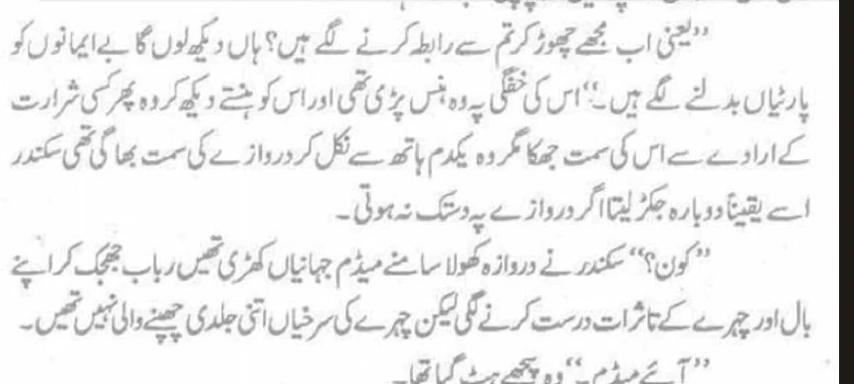 ”یعنی اب مجھے چھوڑ کر تم سے رابطہ کرنے لگے ہیں؟ ہاں دیکھ لوں گا بے ایمانوں کو
پارٹیاں بدلنے لگے ہیں۔“ اس کی خفگی پہ وہ ہنس پڑی تھی اور اس کو ہنستے دیکھ کر وہ پھر کسی شرارت
کے ارادے سے اس کی سمت جھکا مگر وہ یکدم ہاتھ سے نکل کر دروازے کی سمت بھاگی تھی سکندر
اسے یقیناً دوبارہ جکڑ لیتا اگر دروازے پہ دستک نہ ہوتی۔
”کون؟“ سکندر نے دروازہ کھولا سامنے میڈم جہانیاں کھڑی تھیں رباب جھجک کر اپنے
بال اور چہرے کے تاثرات درست کرنے لگی لیکن چہرے کی سرخیاں اتنی جلدی چھپنے والی نہیں تھیں۔
”آئے میڈم۔“ وہ پیچھے ہٹ گیا تھا۔